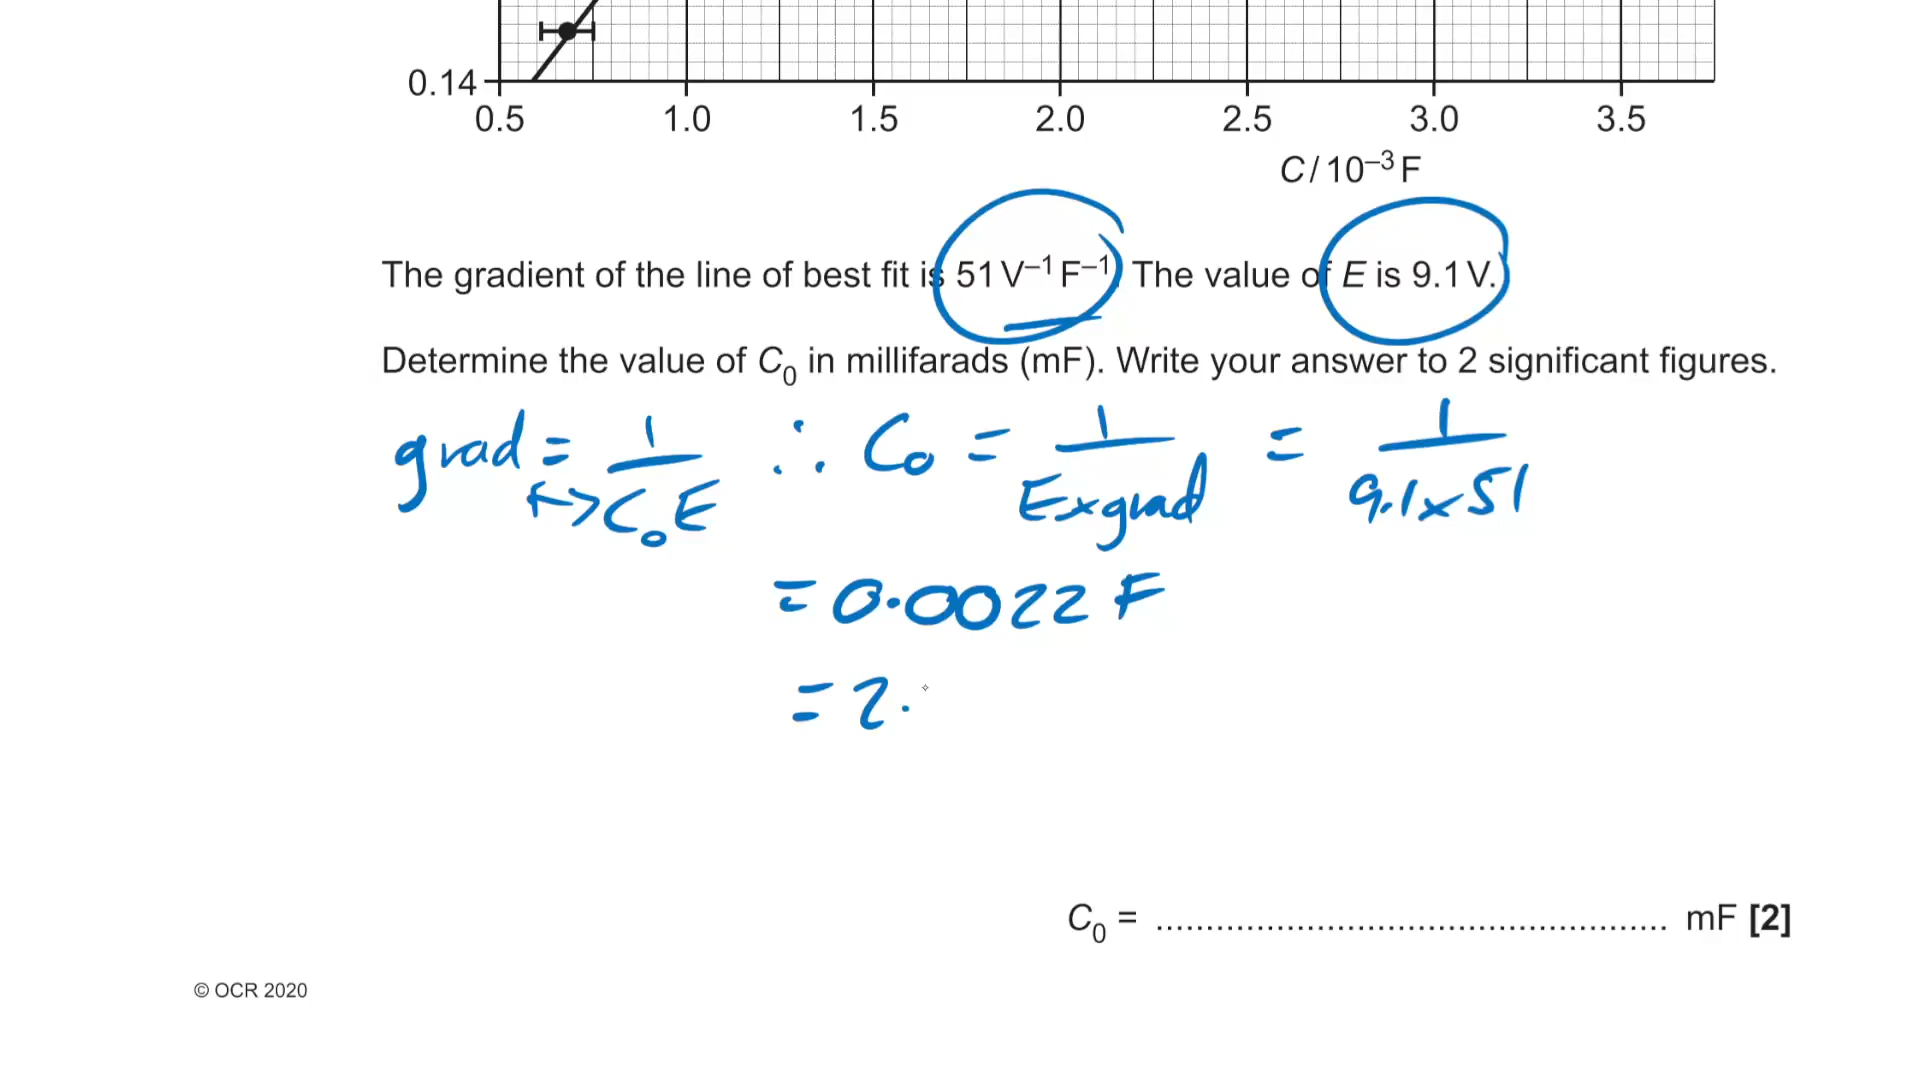 0.14
0.5 1.0 1.5 2.0 2.5 3.0 3.5
C / 10⁻³ F
The gradient of the line of best fit is 51 V⁻¹ F⁻¹. The value of E is 9.1 V.
Determine the value of C₀ in millifarads (mF). Write your answer to 2 significant figures.
grad = 1/C₀E ∴ C₀ = 1/E×grad = 1/9.1×51
= 0.0022 F
= 2.
C₀ = .................................................. mF [2]
© OCR 2020